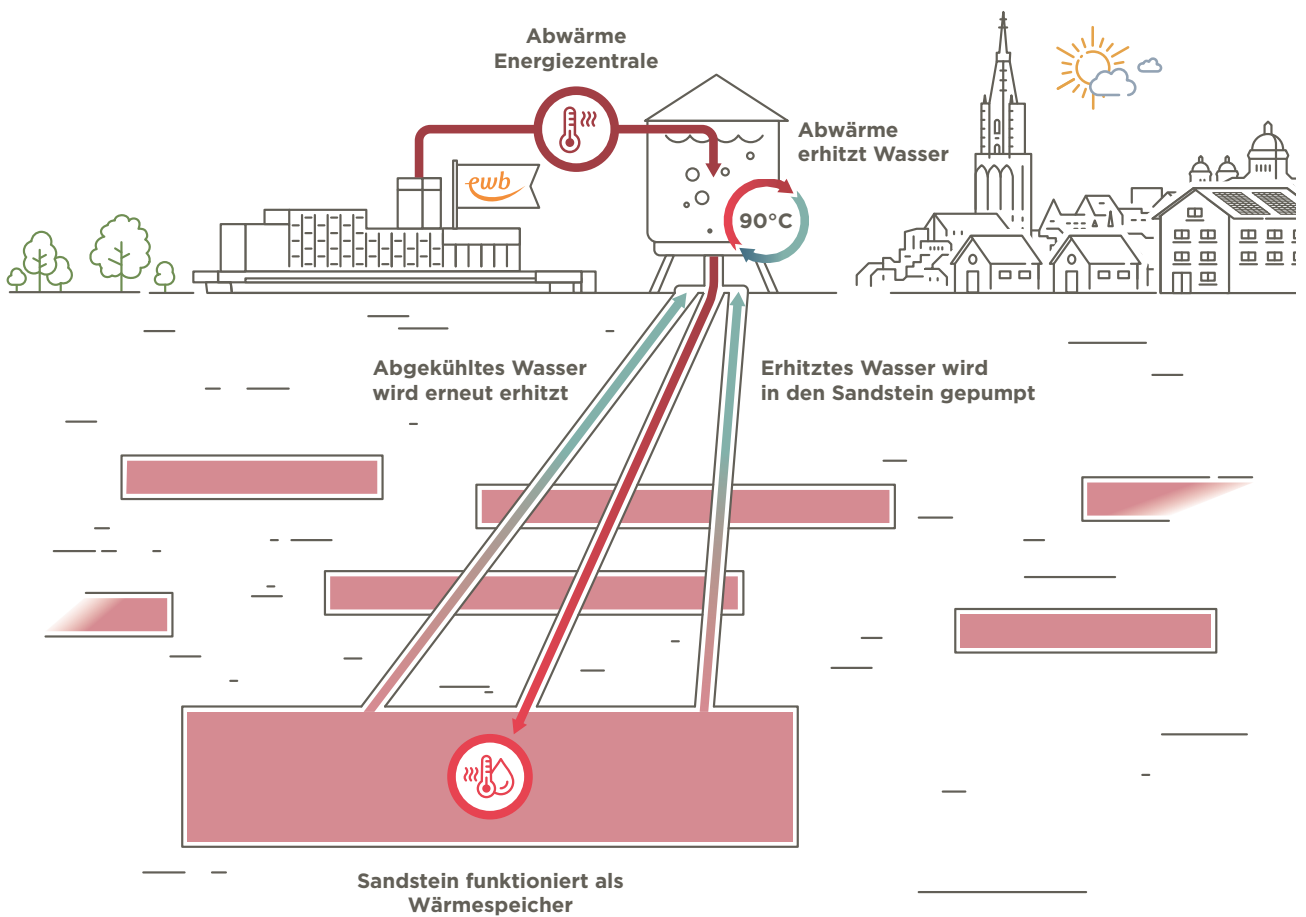 Abwärme
Energiezentrale
Abwärme
erhitzt Wasser
ewb
90°C
Abgekühltes Wasser
wird erneut erhitzt
Erhitztes Wasser wird
in den Sandstein gepumpt
Sandstein funktioniert als
Wärmespeicher